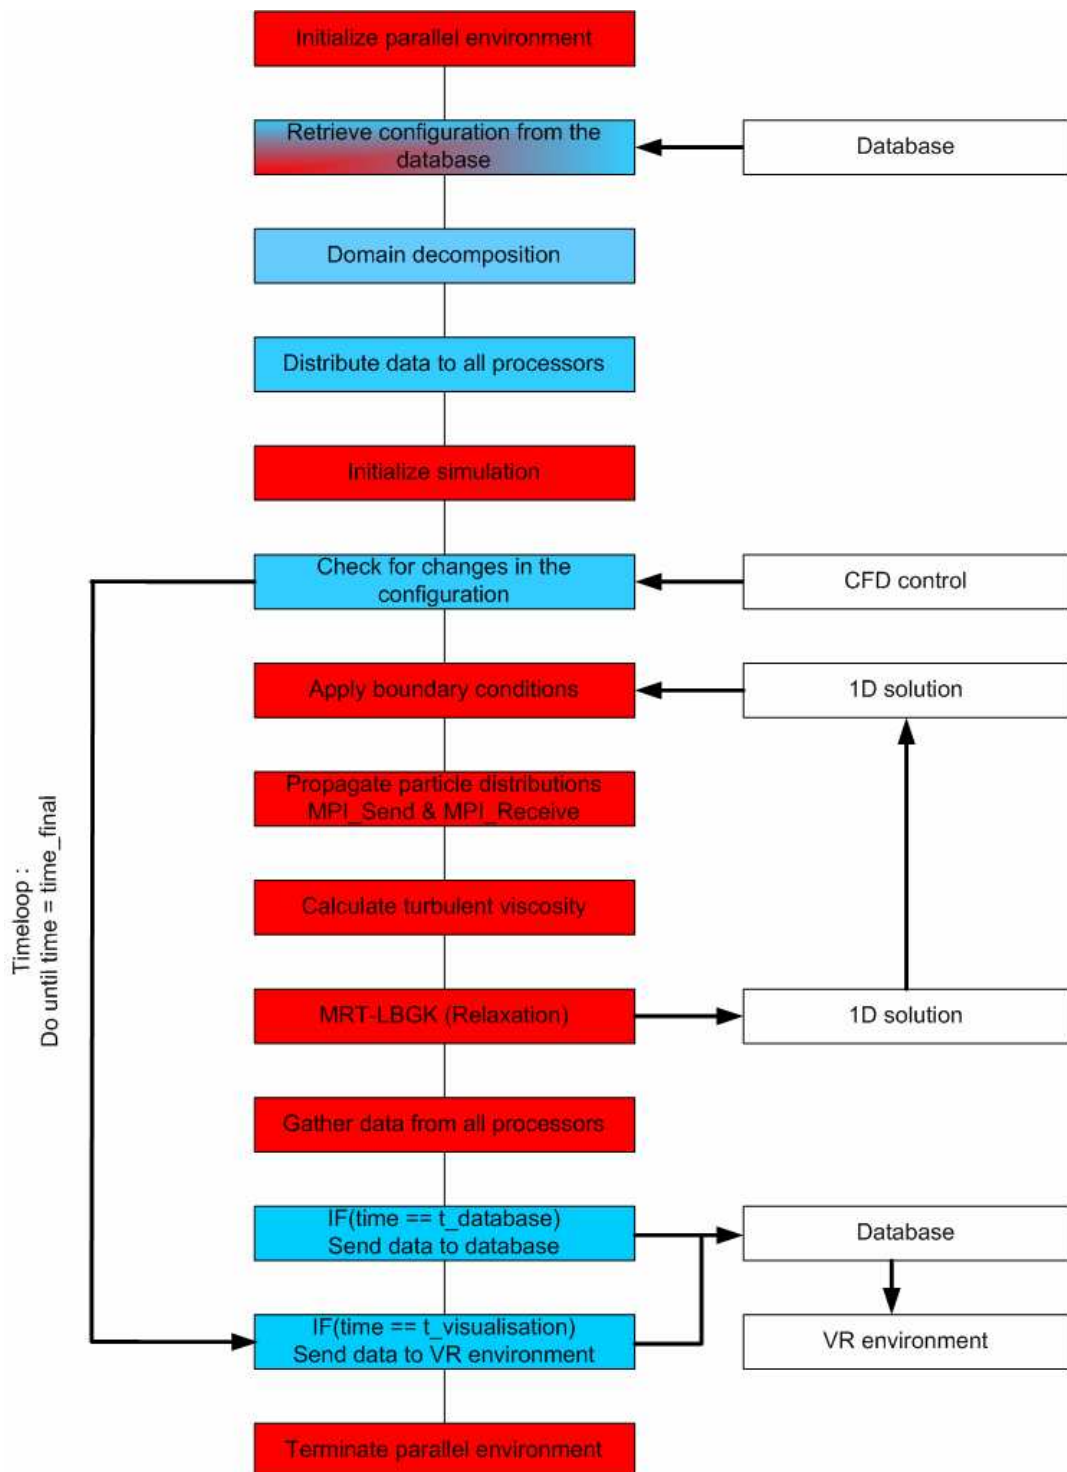 Initialize parallel environment
Retrieve configuration from the
database
Database
Domain decomposition
Distribute data to all processors
Initialize simulation
Check for changes in the
configuration
CFD control
Apply boundary conditions
1D solution
Propagate particle distributions
MPI_Send & MPI_Receive
Timeloop :
Do until time = time_final
Calculate turbulent viscosity
MRT-LBGK (Relaxation)
1D solution
Gather data from all processors
IF(time == t_database)
Send data to database
Database
IF(time == t_visualisation)
Send data to VR environment
VR environment
Terminate parallel environment